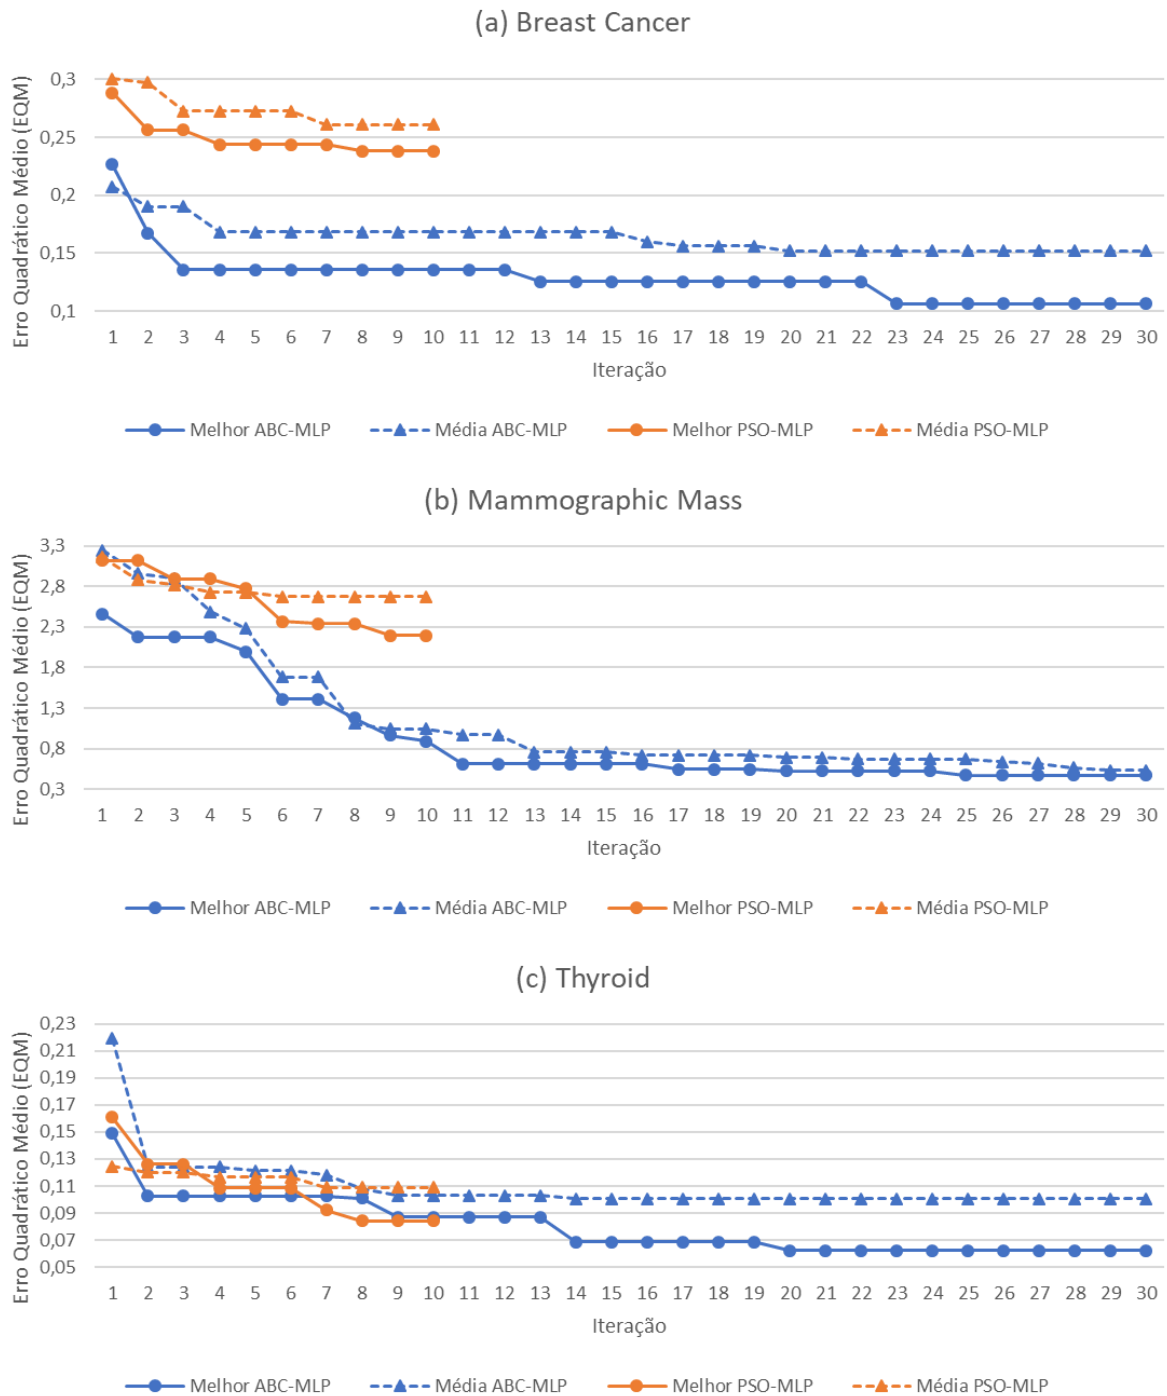 (a) Breast Cancer
Erro Quadrático Médio (EQM)
0,3
0,25
0,2
0,15
0,1
1 2 3 4 5 6 7 8 9 10 11 12 13 14 15 16 17 18 19 20 21 22 23 24 25 26 27 28 29 30
Iteração
Melhor ABC-MLP Média ABC-MLP Melhor PSO-MLP Média PSO-MLP
(b) Mammographic Mass
Erro Quadrático Médio (EQM)
3,3
2,8
2,3
1,8
1,3
0,8
0,3
1 2 3 4 5 6 7 8 9 10 11 12 13 14 15 16 17 18 19 20 21 22 23 24 25 26 27 28 29 30
Iteração
Melhor ABC-MLP Média ABC-MLP Melhor PSO-MLP Média PSO-MLP
(c) Thyroid
Erro Quadrático Médio (EQM)
0,23
0,21
0,19
0,17
0,15
0,13
0,11
0,09
0,07
0,05
1 2 3 4 5 6 7 8 9 10 11 12 13 14 15 16 17 18 19 20 21 22 23 24 25 26 27 28 29 30
Iteração
Melhor ABC-MLP Média ABC-MLP Melhor PSO-MLP Média PSO-MLP